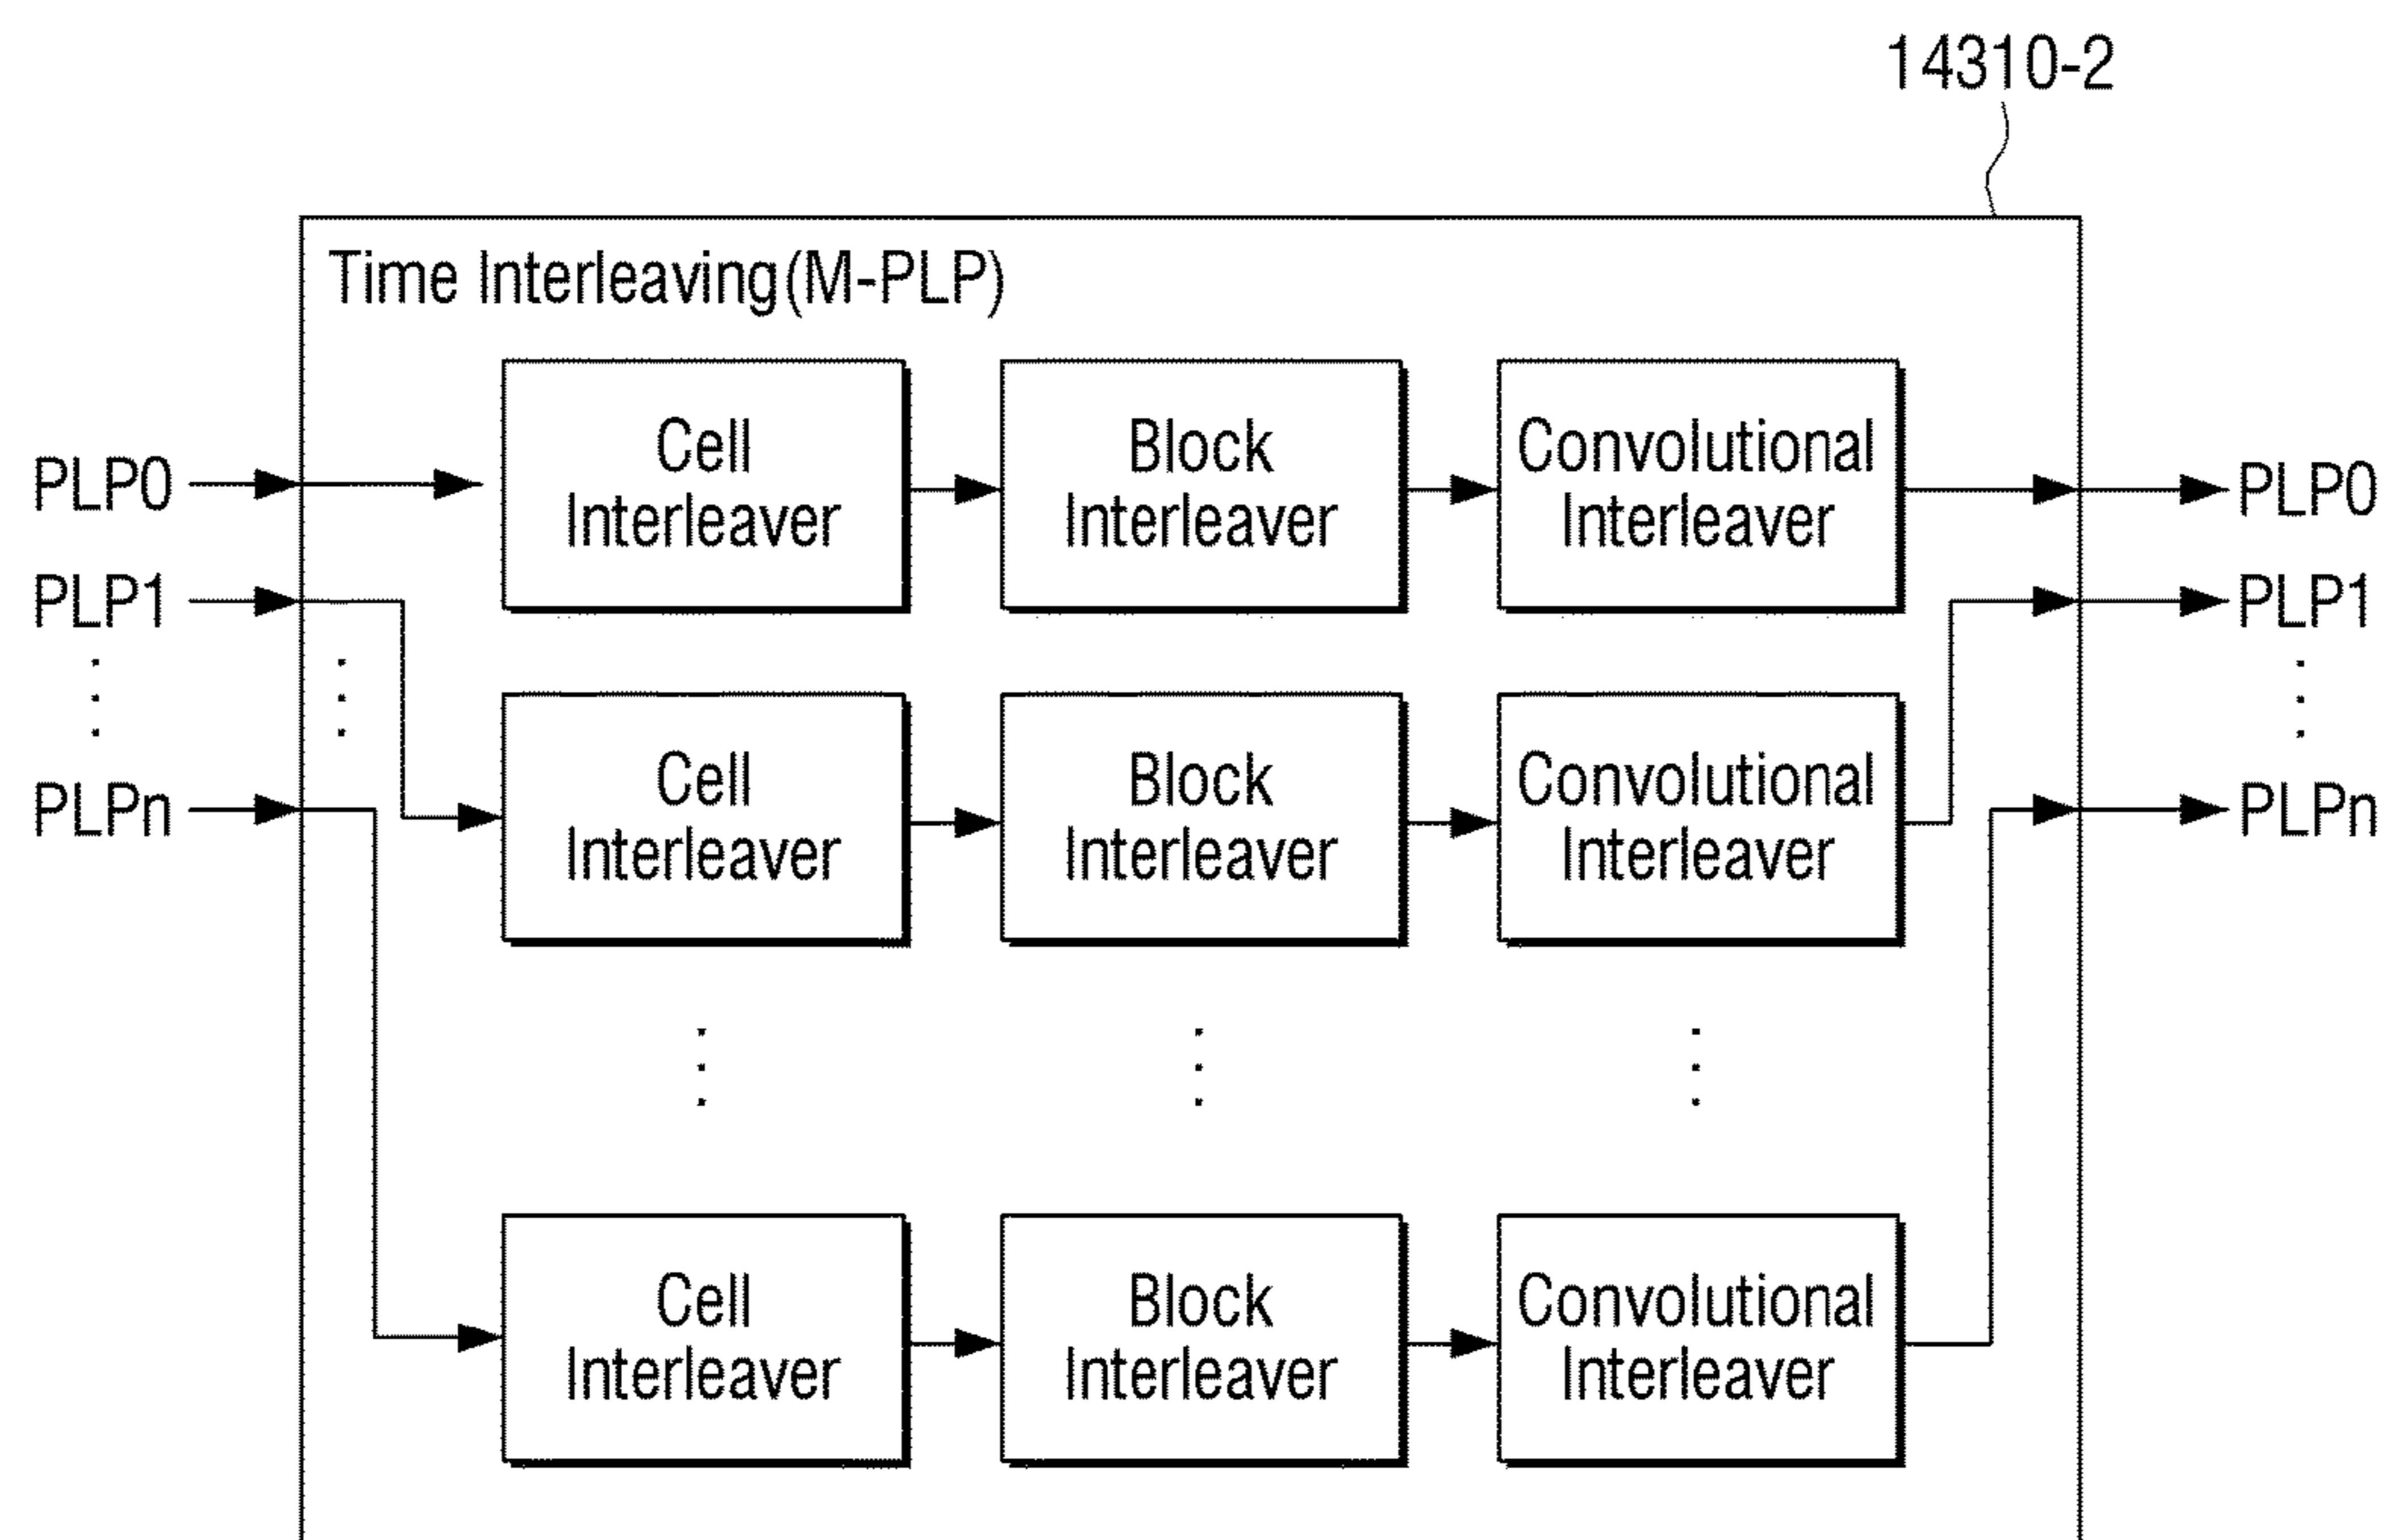 14310-2
Time Interleaving(M-PLP)
PLP0
Cell
Interleaver
Block
Interleaver
Convolutional
Interleaver
PLP0
PLP1
PLP1
Cell
Interleaver
Block
Interleaver
Convolutional
Interleaver
PLPn
PLPn
Cell
Interleaver
Block
Interleaver
Convolutional
Interleaver